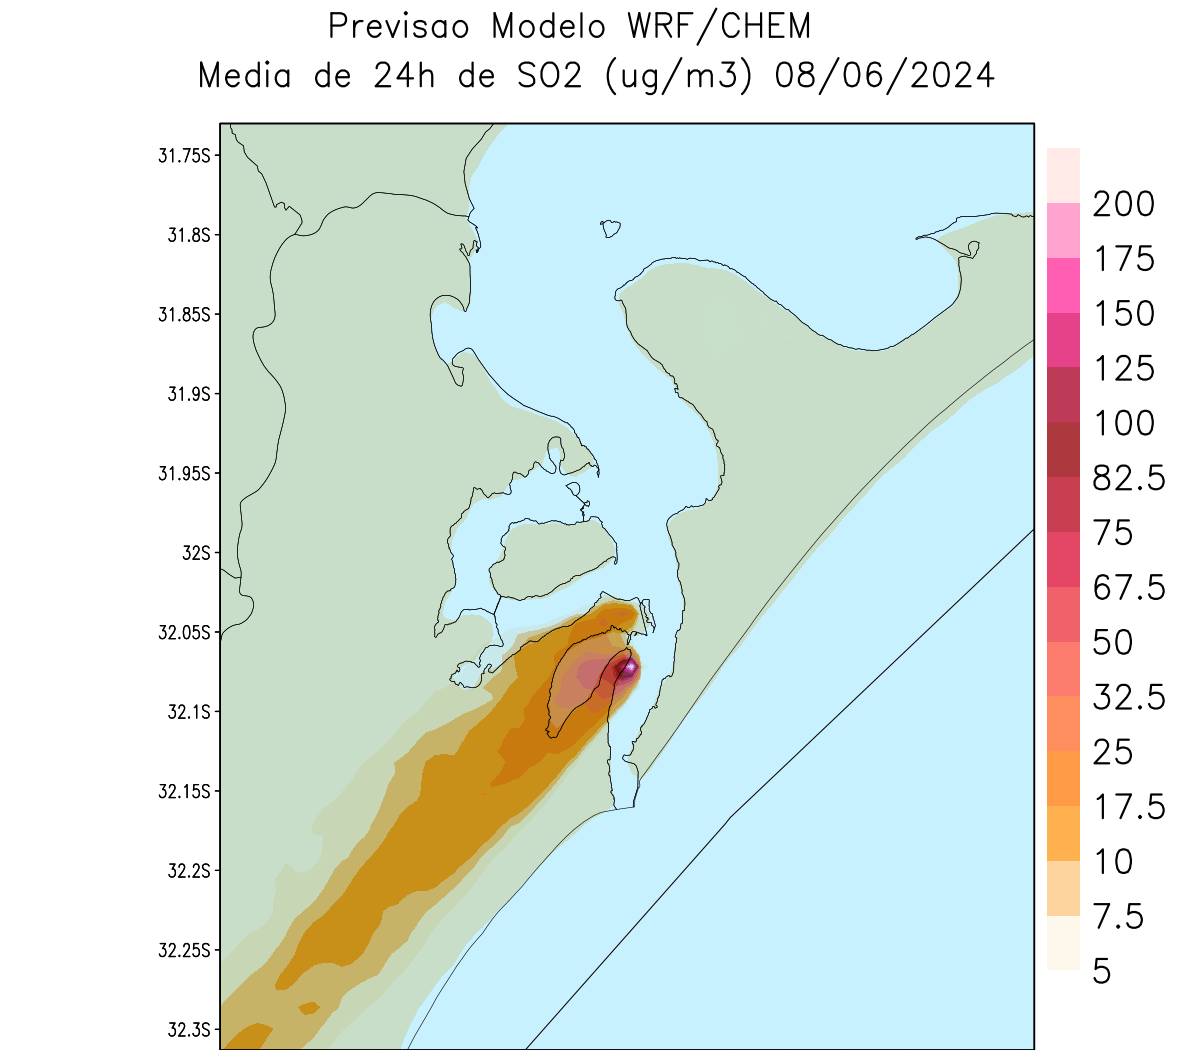 Previsao Modelo WRF/CHEM
Media de 24h de SO2 (ug/m3) 08/06/2024
31.75S
31.8S
31.85S
31.9S
31.95S
32S
32.05S
32.1S
32.15S
32.2S
32.25S
32.3S
200
175
150
125
100
82.5
75
67.5
50
32.5
25
17.5
10
7.5
5